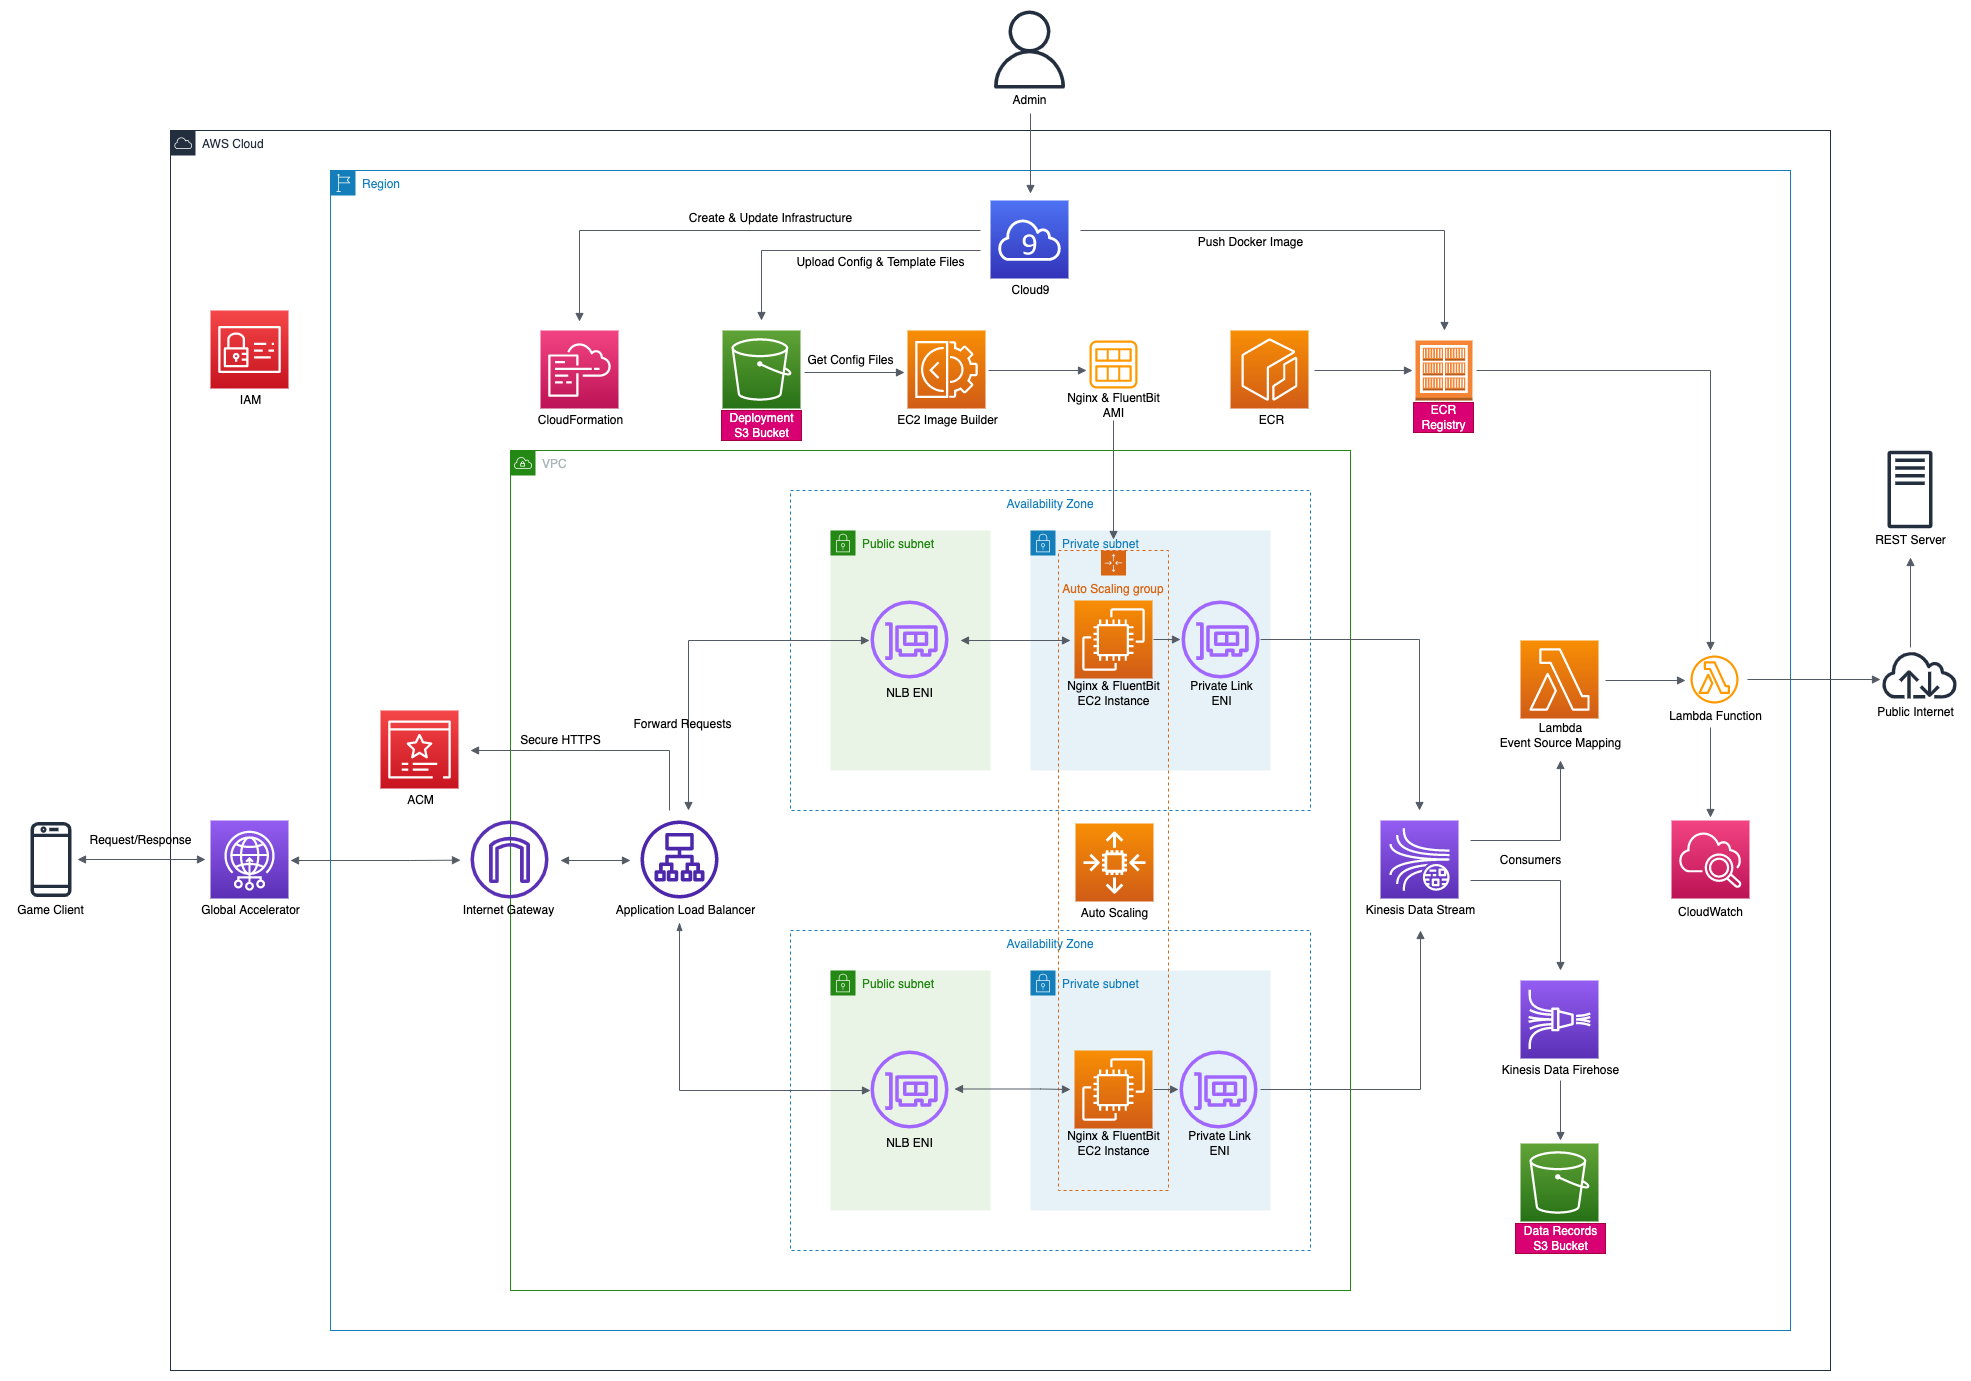 Admin
AWS Cloud
Region
Create & Update Infrastructure
Push Docker Image
Upload Config & Template Files
9
Cloud9
IAM
CloudFormation
Get Config Files
Deployment
S3 Bucket
EC2 Image Builder
Nginx & FluentBit
AMI
ECR
ECR
Registry
VPC
Availability Zone
Public subnet
Private subnet
Auto Scaling group
NLB ENI
Nginx & FluentBit
EC2 Instance
Private Link
ENI
REST Server
Public Internet
Lambda
Event Source Mapping
Lambda Function
Forward Requests
Secure HTTPS
ACM
Request/Response
Game Client
Global Accelerator
Internet Gateway
Application Load Balancer
Auto Scaling
Kinesis Data Stream
Consumers
CloudWatch
Availability Zone
Public subnet
Private subnet
NLB ENI
Nginx & FluentBit
EC2 Instance
Private Link
ENI
Kinesis Data Firehose
Data Records
S3 Bucket